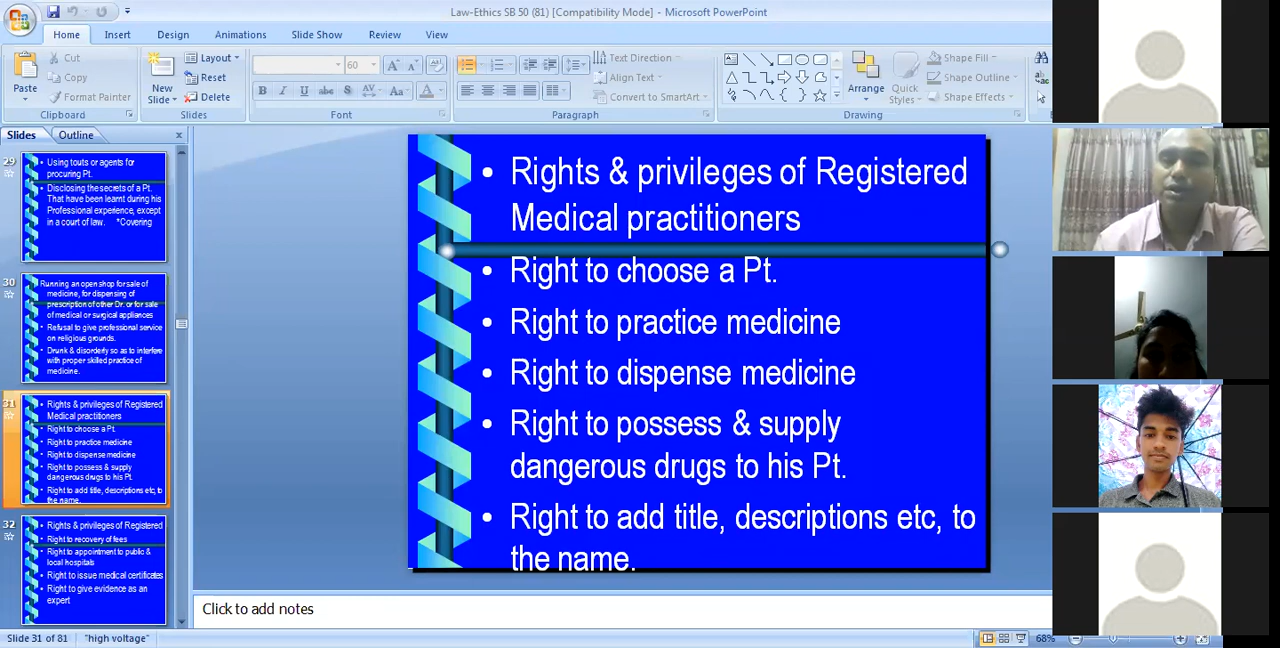 Law-Ethics SB 50 (81) [Compatibility Mode] - Microsoft PowerPoint
Home Insert Design Animations Slide Show Review View
Paste
Cut
Copy
Format Painter
Clipboard
New Slide
Layout
Reset
Delete
Slides
60
B I U abc S AV Aa A
Font
Text Direction
Align Text
Convert to SmartArt
Paragraph
Arrange
Quick Styles
Shape Fill
Shape Outline
Shape Effects
Drawing
Slides Outline
29
• Using touts or agents for
procuring Pt.
• Disclosing the secrets of a Pt.
That have been learnt during his
Professional experience, except
in a court of law. *Covering
30
Running an open shop for sale of
medicine, for dispensing of
prescription of other Dr. or for sale
of medical or surgical appliances
• Refusal to give professional service
on religious grounds.
• Drunk & disorderly so as to interfere
with proper skilled practice of
medicine.
31
• Rights & privileges of Registered
Medical practitioners
• Right to choose a Pt.
• Right to practice medicine
• Right to dispense medicine
• Right to possess & supply
dangerous drugs to his Pt.
• Right to add title, descriptions etc, to
the name.
32
• Rights & privileges of Registered
• Right to recovery of fees
• Right to appointment to public &
local hospitals
• Right to issue medical certificates
• Right to give evidence as an
expert
• Rights & privileges of Registered
Medical practitioners
• Right to choose a Pt.
• Right to practice medicine
• Right to dispense medicine
• Right to possess & supply
dangerous drugs to his Pt.
• Right to add title, descriptions etc, to
the name.
Click to add notes
Slide 31 of 81 "high voltage" 68%